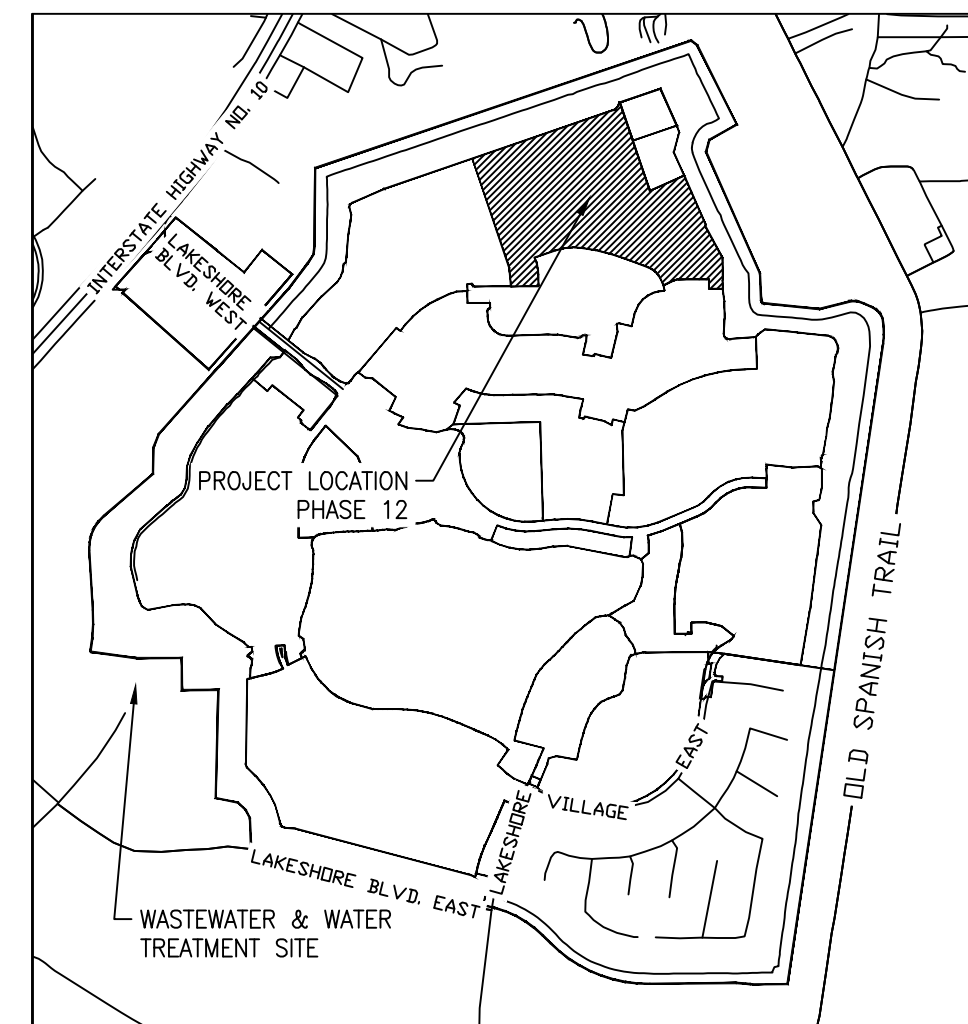 INTERSTATE HIGHWAY NO. 10
LAKESHORE
BLVD. WEST
PROJECT LOCATION
PHASE 12
OLD SPANISH TRAIL
EAST
VILLAGE
LAKESHORE
LAKESHORE BLVD. EAST
WASTEWATER & WATER
TREATMENT SITE